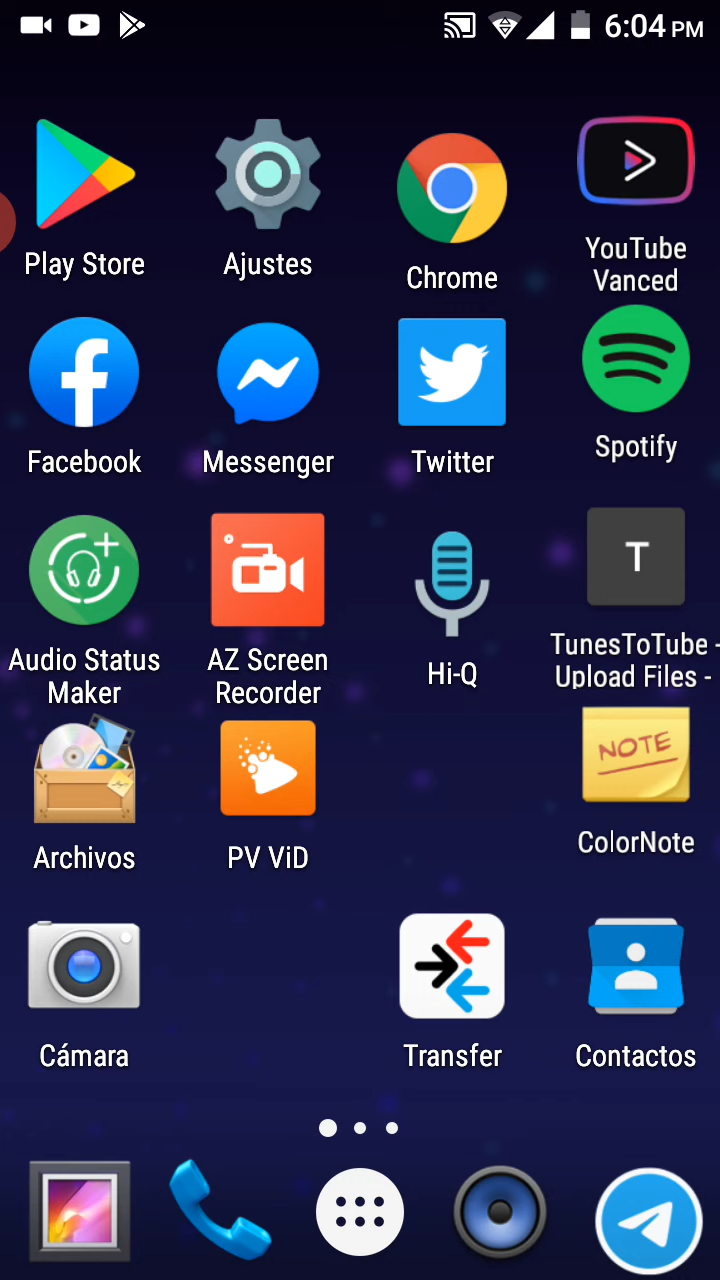 6:04 PM
Play Store
Ajustes
Chrome
YouTube
Vanced
Facebook
Messenger
Twitter
Spotify
Audio Status
Maker
AZ Screen
Recorder
Hi-Q
T
TunesToTube -
Upload Files -
Archivos
PV ViD
NOTE
ColorNote
Cámara
Transfer
Contactos